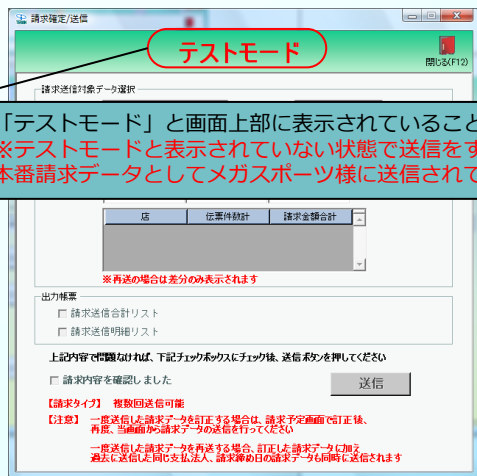 請求確定/送信
テストモード
閉じる(F12)
請求送信対象データ選択
「テストモード」と画面上部に表示されていること
※テストモードと表示されていない状態で送信をす
本番請求データとしてメガスポーツ様に送信されて
店 伝票件数計 請求金額合計
※再送の場合は差分のみ表示されます
出力帳票
請求送信合計リスト
請求送信明細リスト
上記内容で問題なければ、下記チェックボックスにチェック後、送信ボタンを押してください
請求内容を確認しました
送信
【請求タイプ】 複数回送信可能
【注意】 一度送信した請求データを訂正する場合は、請求予定画面で訂正後、
再度、当画面から請求データの送信を行ってください
一度送信した請求データを再送する場合、訂正した請求データに加え
過去に送信した同じ支払法人、請求締め日の請求データも同時に送信されます